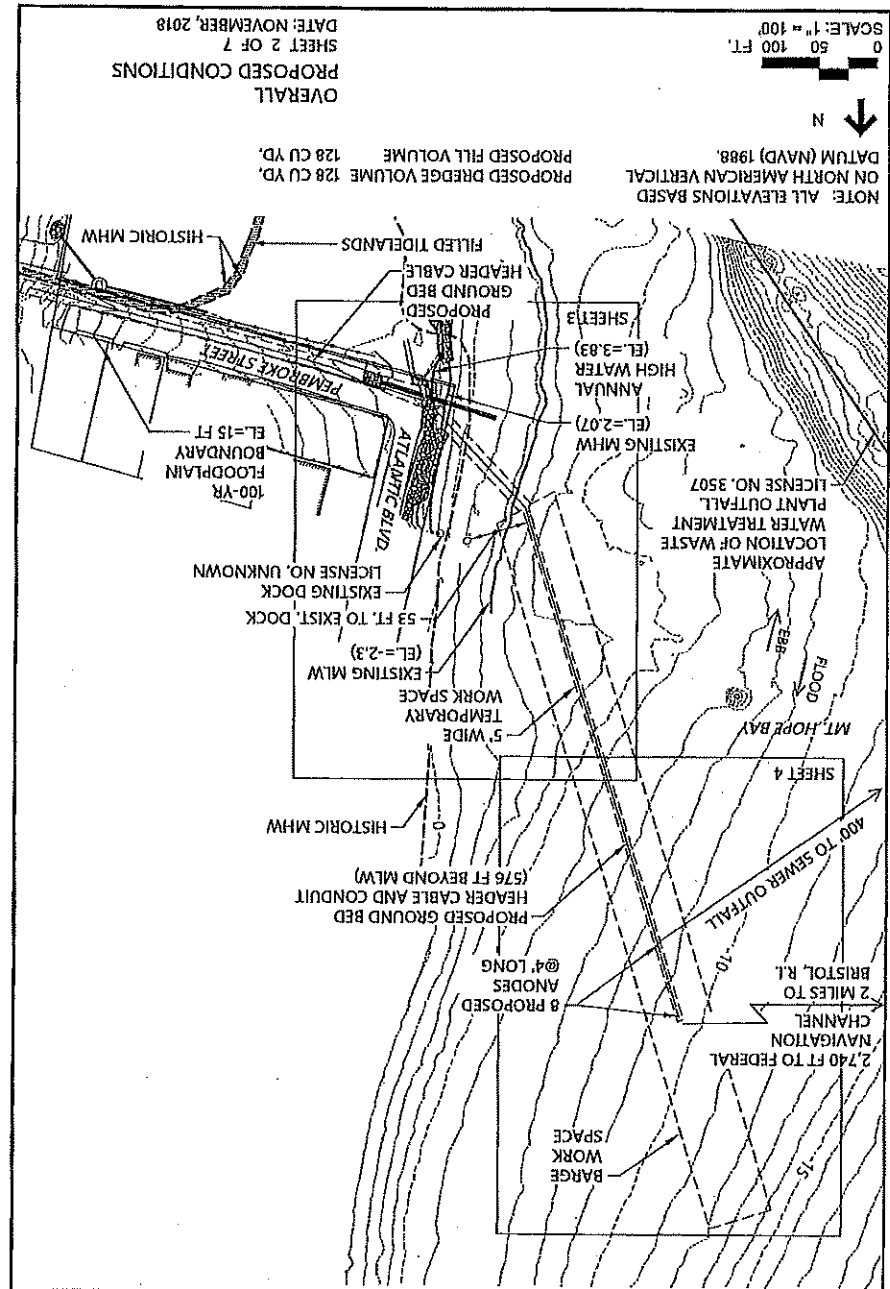 BARGE
WORK
SPACE
-15
2,740 FT TO FEDERAL
NAVIGATION
CHANNEL
2 MILES TO
BRISTOL, R.I.
-10
8 PROPOSED
ANODES
@4' LONG
400' TO SEWER OUTFALL
PROPOSED GROUND BED
HEADER CABLE AND CONDUIT
(576 FT BEYOND MLW)
HISTORIC MHW
0
SHEET 4
MT. HOPE BAY
FLOOD
EBB
5' WIDE
TEMPORARY
WORK SPACE
EXISTING MLW
(EL.=-2.3)
53 FT. TO EXIST. DOCK
EXISTING DOCK
LICENSE NO. UNKNOWN
APPROXIMATE
LOCATION OF WASTE
WATER TREATMENT
PLANT OUTFALL
LICENSE NO. 3507
ATLANTIC BLVD.
100-YR
FLOODPLAIN
BOUNDARY
EL=15 FT
EXISTING MHW
(EL.=2.07)
ANNUAL
HIGH WATER
(EL.=3.83)
SHEET 3
PEMBROKE STREET
PROPOSED
GROUND BED
HEADER CABLE
FILLED TIDELANDS
HISTORIC MHW
NOTE: ALL ELEVATIONS BASED
ON NORTH AMERICAN VERTICAL
DATUM (NAVD) 1988.
PROPOSED DREDGE VOLUME 128 CU YD.
PROPOSED FILL VOLUME 128 CU YD.
N
0 50 100 FT.
SCALE: 1" = 100'
OVERALL
PROPOSED CONDITIONS
SHEET 2 OF 7
DATE: NOVEMBER, 2018